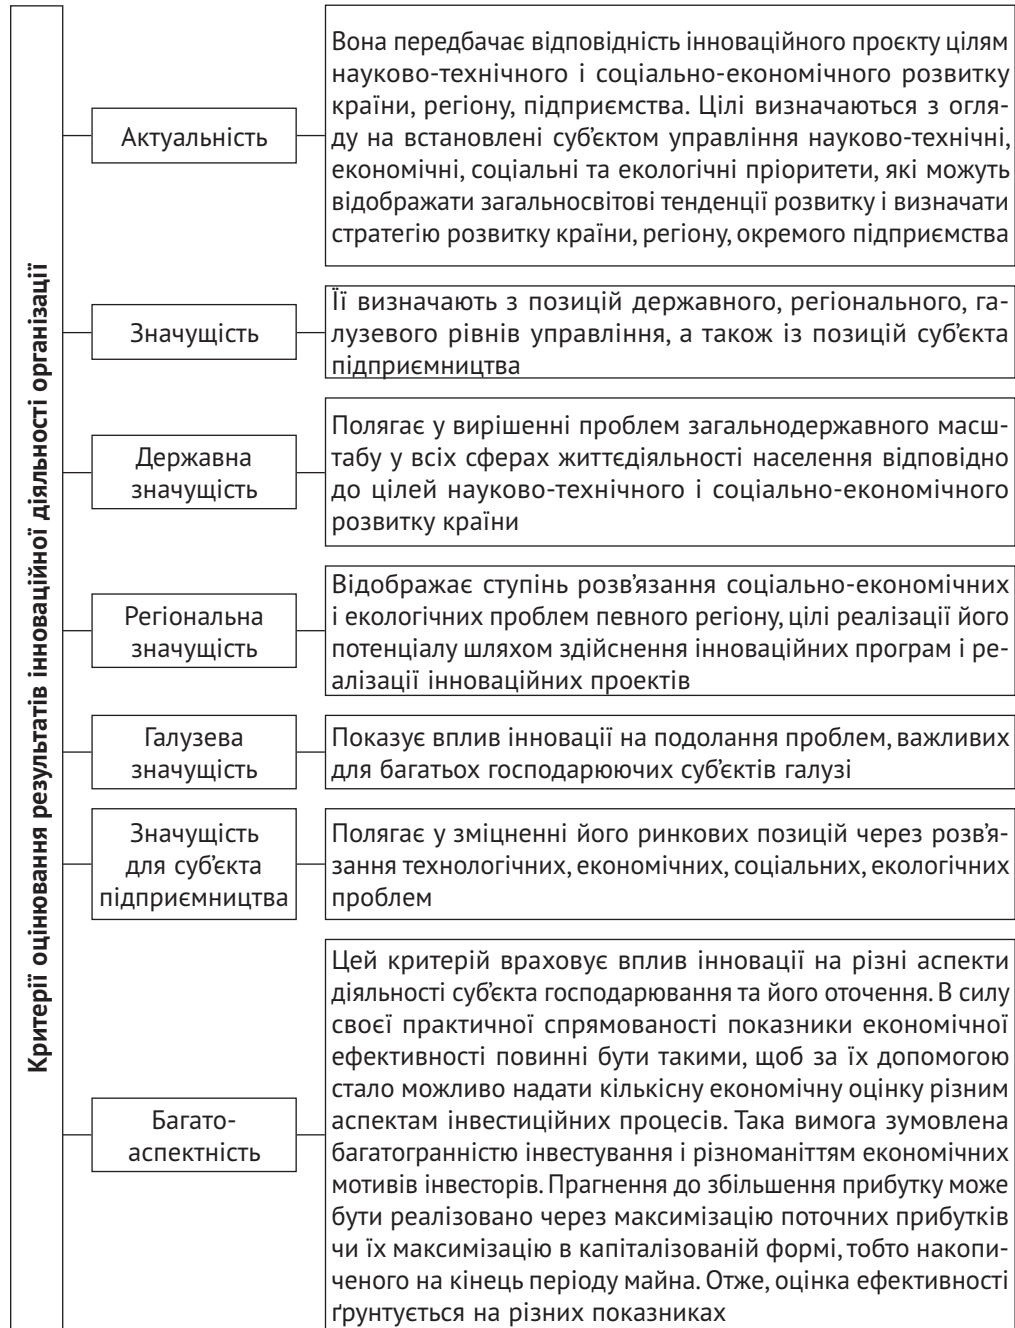 Критерії оцінювання результатів інноваційної діяльності організації
Актуальність
Вона передбачає відповідність інноваційного проєкту цілям
науково-технічного і соціально-економічного розвитку
країни, регіону, підприємства. Цілі визначаються з огля-
ду на встановлені суб'єктом управління науково-технічні,
економічні, соціальні та екологічні пріоритети, які можуть
відображати загальносвітові тенденції розвитку і визначати
стратегію розвитку країни, регіону, окремого підприємства
Значущість
Її визначають з позицій державного, регіонального, га-
лузевого рівнів управління, а також із позицій суб'єкта
підприємництва
Державна
значущість
Полягає у вирішенні проблем загальнодержавного масш-
табу у всіх сферах життєдіяльності населення відповідно
до цілей науково-технічного і соціально-економічного
розвитку країни
Регіональна
значущість
Відображає ступінь розв'язання соціально-економічних
і екологічних проблем певного регіону, цілі реалізації його
потенціалу шляхом здійснення інноваційних програм і ре-
алізації інноваційних проектів
Галузева
значущість
Показує вплив інновації на подолання проблем, важливих
для багатьох господарюючих суб'єктів галузі
Значущість
для суб'єкта
підприємництва
Полягає у зміцненні його ринкових позицій через розв'я-
зання технологічних, економічних, соціальних, екологічних
проблем
Багато-
аспектність
Цей критерій враховує вплив інновації на різні аспекти
діяльності суб'єкта господарювання та його оточення. В силу
своєї практичної спрямованості показники економічної
ефективності повинні бути такими, щоб за їх допомогою
стало можливо надати кількісну економічну оцінку різним
аспектам інвестиційних процесів. Така вимога зумовлена
багатогранністю інвестування і різноманіттям економічних
мотивів інвесторів. Прагнення до збільшення прибутку може
бути реалізовано через максимізацію поточних прибутків
чи їх максимізацію в капіталізованій формі, тобто накопи-
ченого на кінець періоду майна. Отже, оцінка ефективності
ґрунтується на різних показниках